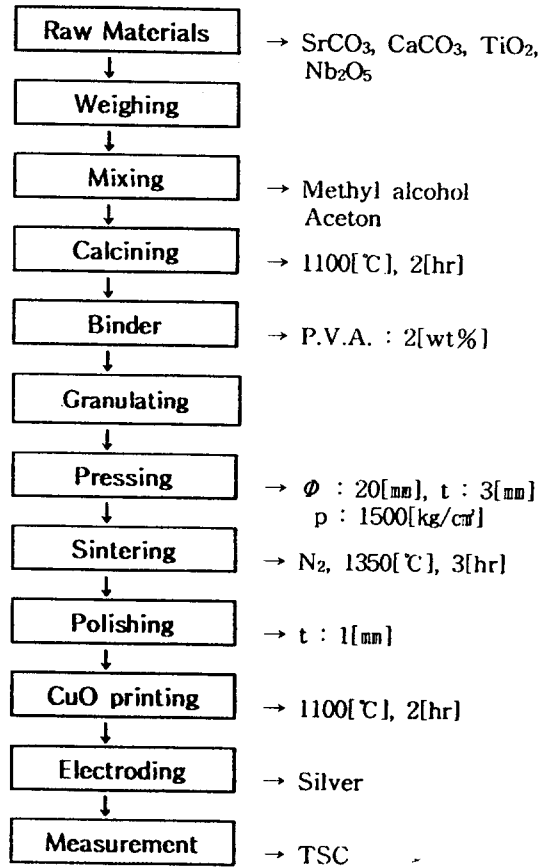 Raw Materials
→ SrCO₃, CaCO₃, TiO₂,
Nb₂O₅
Weighing
Mixing
→ Methyl alcohol
Aceton
Calcining
→ 1100[℃], 2[hr]
Binder
→ P.V.A. : 2[wt%]
Granulating
Pressing
→ Φ : 20[㎜], t : 3[㎜]
p : 1500[kg/㎠]
Sintering
→ N₂, 1350[℃], 3[hr]
Polishing
→ t : 1[㎜]
CuO printing
→ 1100[℃], 2[hr]
Electroding
→ Silver
Measurement
→ TSC